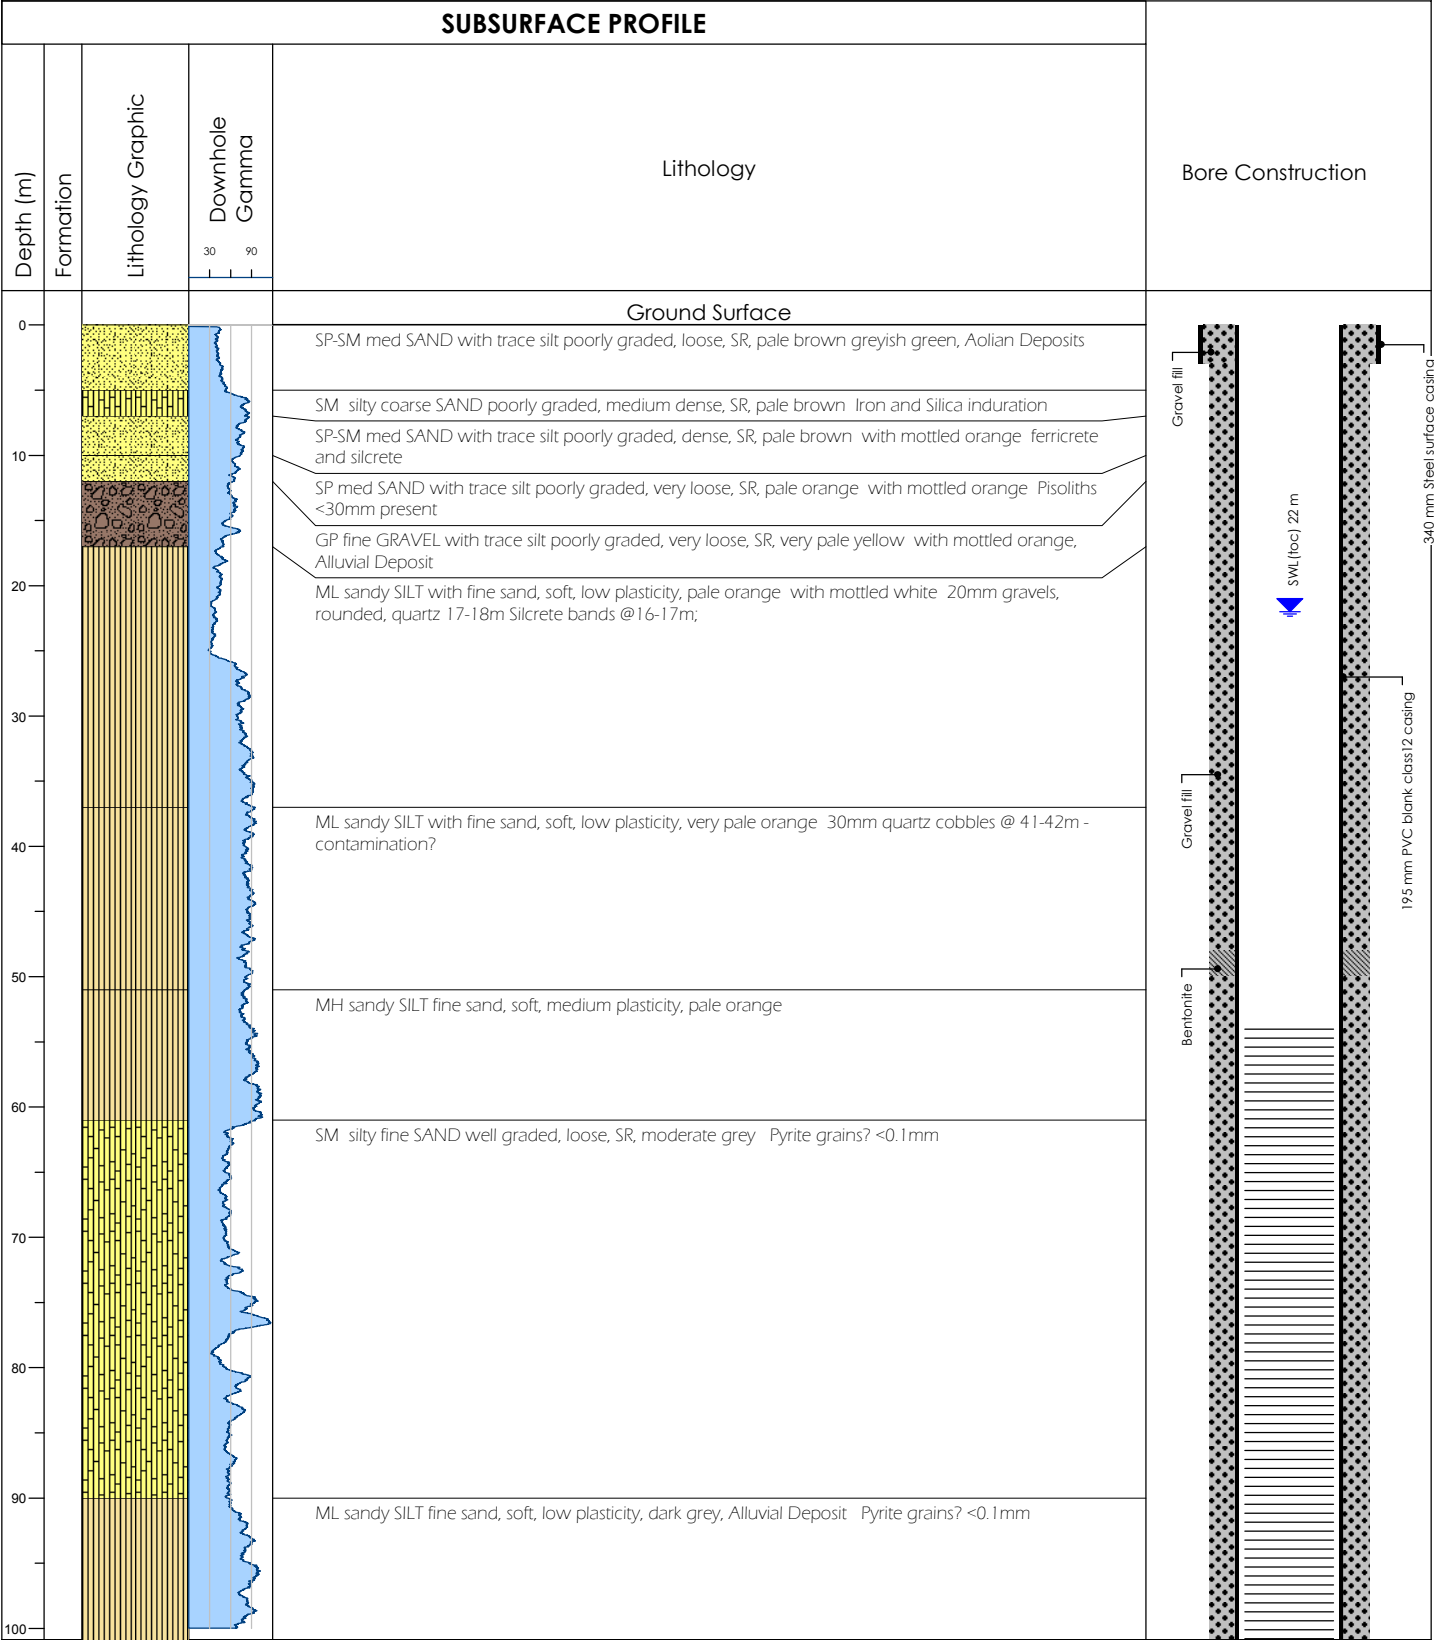 SUBSURFACE PROFILE
Depth (m)
Formation
Lithology Graphic
Downhole
Gamma
30 90
Lithology
Bore Construction
Ground Surface
0
10
20
30
40
50
60
70
80
90
100
SP-SM med SAND with trace silt poorly graded, loose, SR, pale brown greyish green, Aolian Deposits
SM silty coarse SAND poorly graded, medium dense, SR, pale brown Iron and Silica induration
SP-SM med SAND with trace silt poorly graded, dense, SR, pale brown with mottled orange ferricrete
and silcrete
SP med SAND with trace silt poorly graded, very loose, SR, pale orange with mottled orange Pisoliths
<30mm present
GP fine GRAVEL with trace silt poorly graded, very loose, SR, very pale yellow with mottled orange,
Alluvial Deposit
ML sandy SILT with fine sand, soft, low plasticity, pale orange with mottled white 20mm gravels,
rounded, quartz 17-18m Silcrete bands @16-17m;
ML sandy SILT with fine sand, soft, low plasticity, very pale orange 30mm quartz cobbles @ 41-42m -
contamination?
MH sandy SILT fine sand, soft, medium plasticity, pale orange
SM silty fine SAND well graded, loose, SR, moderate grey Pyrite grains? <0.1mm
ML sandy SILT fine sand, soft, low plasticity, dark grey, Alluvial Deposit Pyrite grains? <0.1mm
Gravel fill
Gravel fill
Bentonite
SWL(toc) 22 m
195 mm PVC blank class12 casing
340 mm Steel surface casing